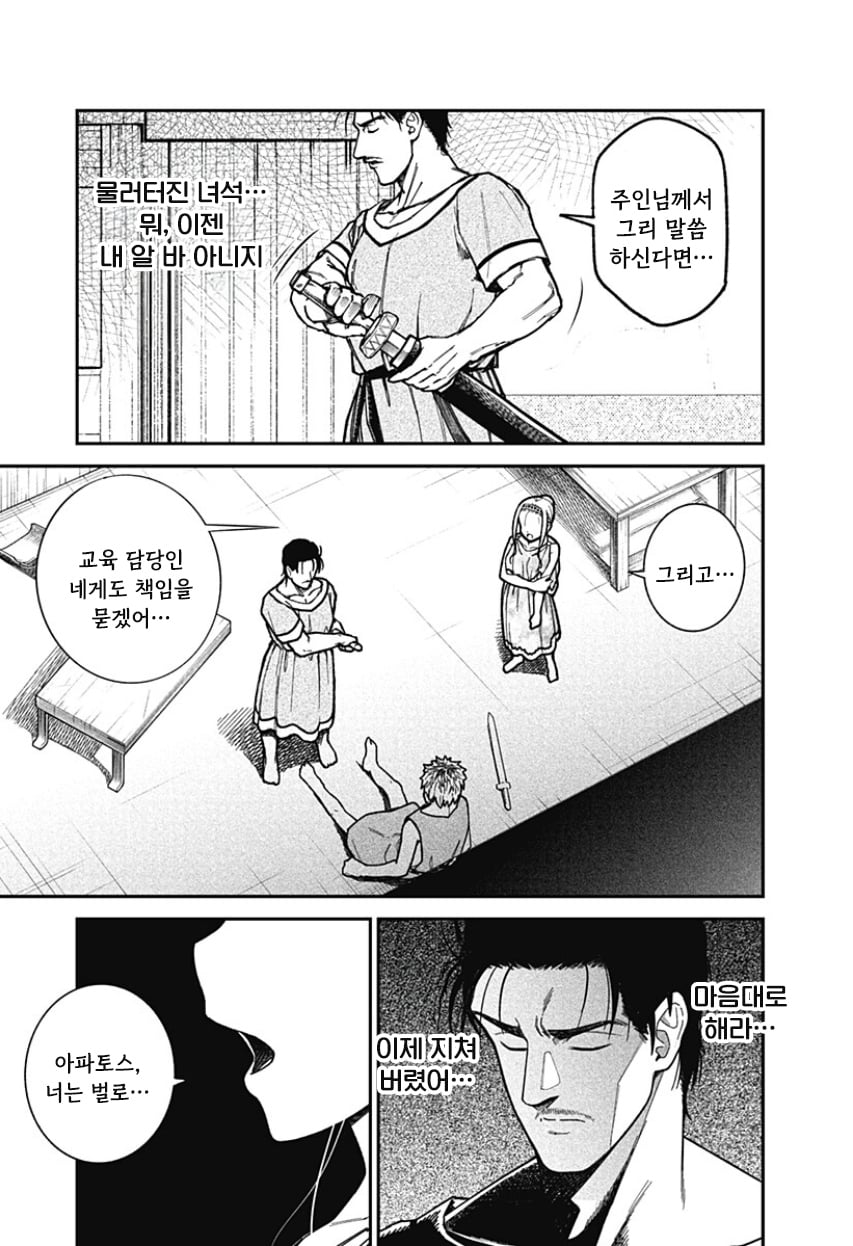 주인님께서
그리 말씀
하신다면…
물러터진 녀석…
뭐, 이젠
내 알 바 아니지
그리고…
교육 담당인
네게도 책임을
묻겠어…
마음대로
해라…
이제 지쳐
버렸어…
아파토스,
너는 벌로…